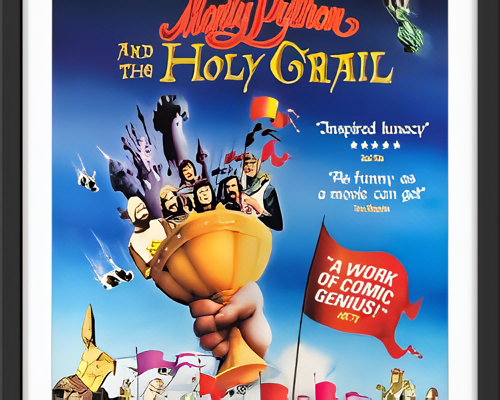 Monty Python
AND
THE HOLY GRAIL
"Inspired lunacy"
"As funny as
a movie can get"
"A WORK
OF COMIC
GENIUS!"